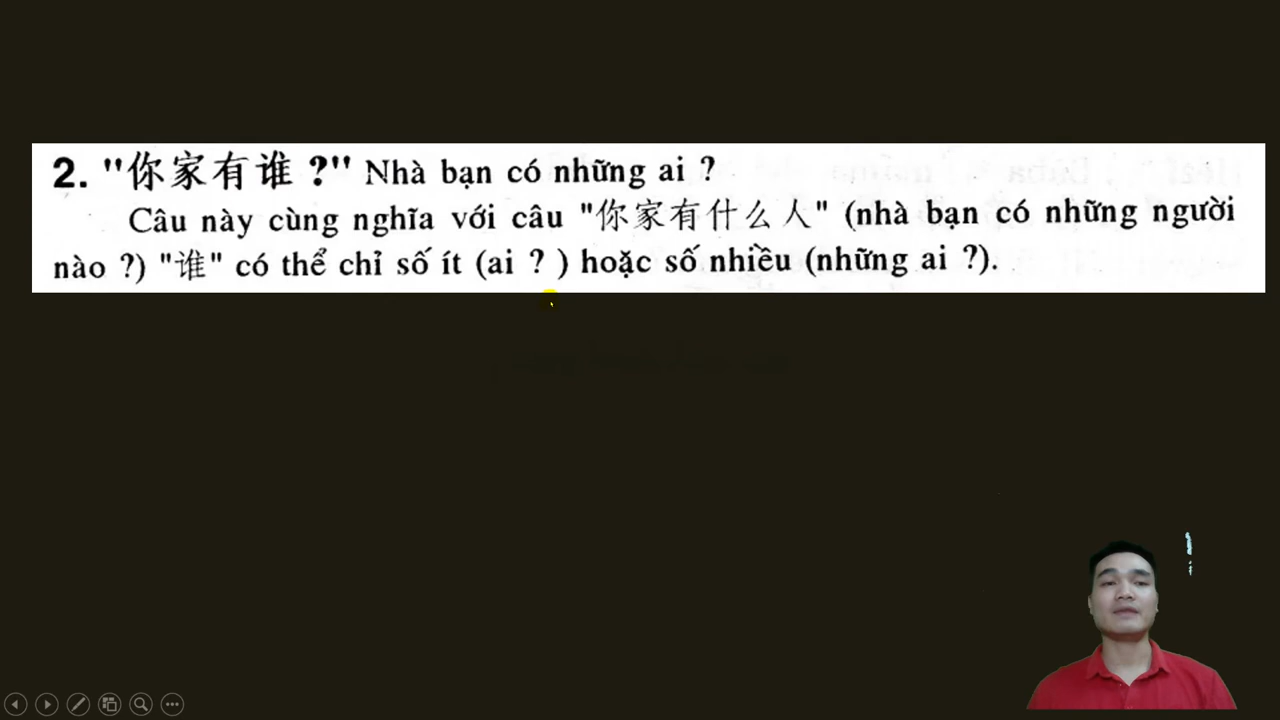 2. "你家有谁 ?" Nhà bạn có những ai ?
Câu này cùng nghĩa với câu "你家有什么人" (nhà bạn có những người
nào ?) "谁" có thể chỉ số ít (ai ? ) hoặc số nhiều (những ai ?).